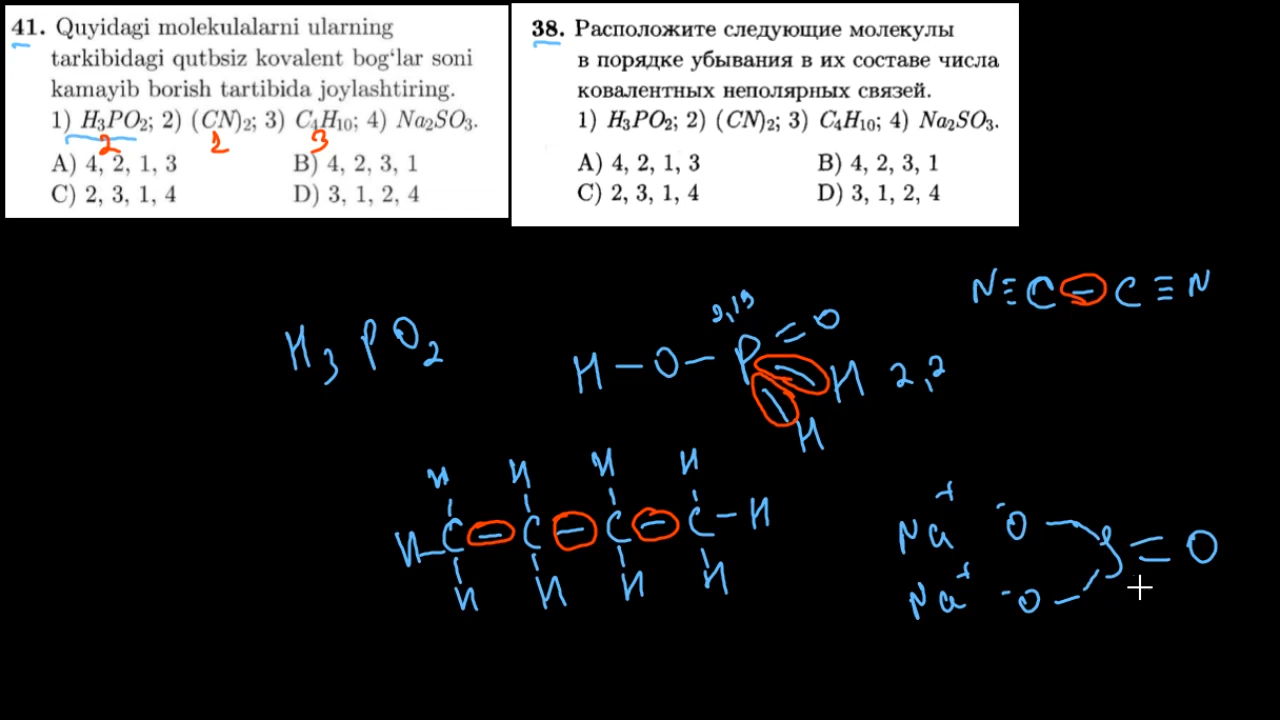 41. Quyidagi molekulalarni ularning
tarkibidagi qutbsiz kovalent bog‘lar soni
kamayib borish tartibida joylashtiring.
1) H₃PO₂; 2) (CN)₂; 3) C₄H₁₀; 4) Na₂SO₃.
2 2 3
A) 4, 2, 1, 3 B) 4, 2, 3, 1
C) 2, 3, 1, 4 D) 3, 1, 2, 4
38. Расположите следующие молекулы
в порядке убывания в их составе числа
ковалентных неполярных связей.
1) H₃PO₂; 2) (CN)₂; 3) C₄H₁₀; 4) Na₂SO₃.
A) 4, 2, 1, 3 B) 4, 2, 3, 1
C) 2, 3, 1, 4 D) 3, 1, 2, 4
N≡C–C≡N
H₃PO₂
2,19
H–O–P=O
H 2,2
H
H H H H
H–C–C–C–C–H
H H H H
Na⁺ ⁻O
S=O
Na⁺ ⁻O